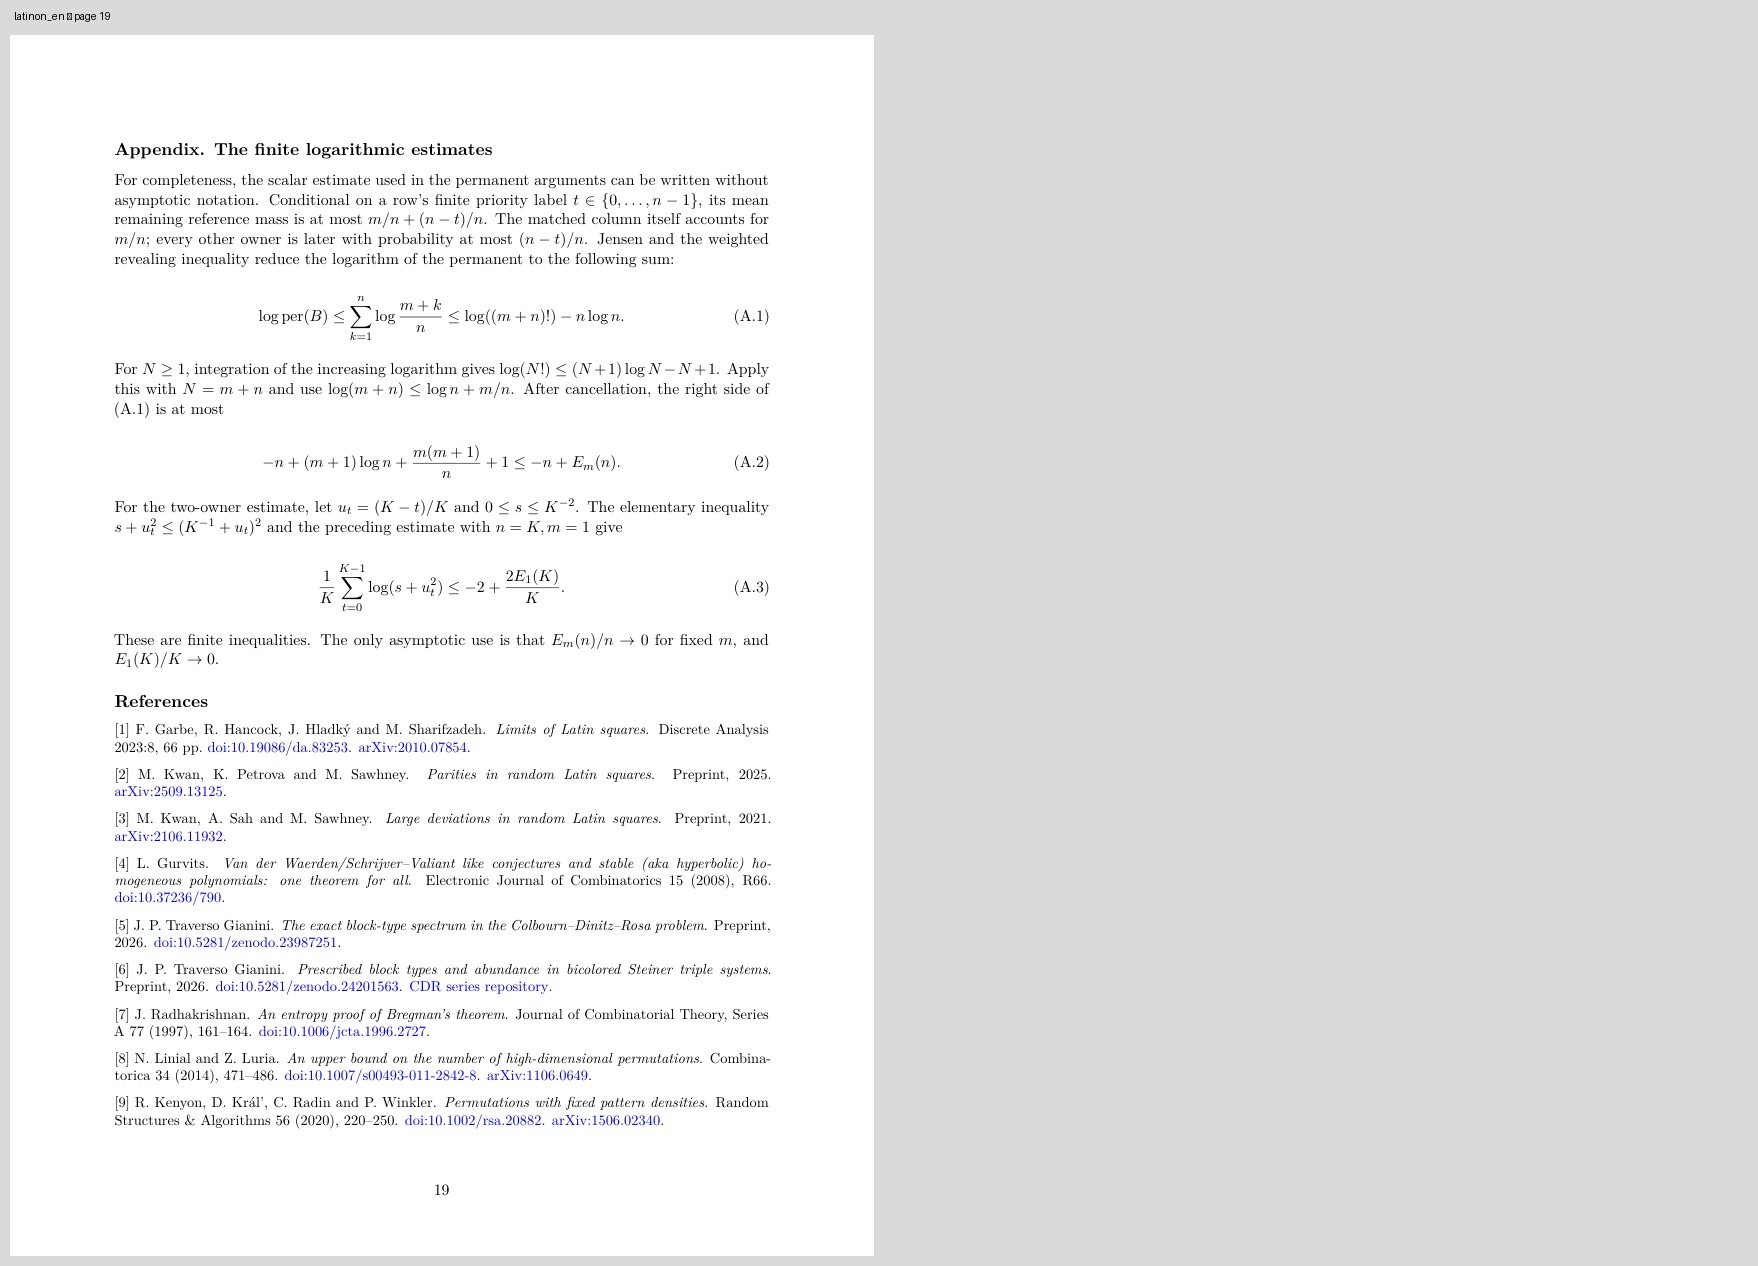 latinon_en page 19
Appendix. The finite logarithmic estimates
For completeness, the scalar estimate used in the permanent arguments can be written without
asymptotic notation. Conditional on a row's finite priority label t ∈ {0, . . . , n − 1}, its mean
remaining reference mass is at most m/n + (n − t)/n. The matched column itself accounts for
m/n; every other owner is later with probability at most (n − t)/n. Jensen and the weighted
revealing inequality reduce the logarithm of the permanent to the following sum:
log per(B) ≤ ∑_{k=1}^{n} log (m + k)/n ≤ log((m + n)!) − n log n. (A.1)
For N ≥ 1, integration of the increasing logarithm gives log(N!) ≤ (N +1) log N −N +1. Apply
this with N = m + n and use log(m + n) ≤ log n + m/n. After cancellation, the right side of
(A.1) is at most
−n + (m + 1) log n + m(m + 1)/n + 1 ≤ −n + E_m(n). (A.2)
For the two-owner estimate, let u_t = (K − t)/K and 0 ≤ s ≤ K^{−2}. The elementary inequality
s + u_t^2 ≤ (K^{−1} + u_t)^2 and the preceding estimate with n = K, m = 1 give
1/K ∑_{t=0}^{K−1} log(s + u_t^2) ≤ −2 + 2E_1(K)/K. (A.3)
These are finite inequalities. The only asymptotic use is that E_m(n)/n → 0 for fixed m, and
E_1(K)/K → 0.
References
[1] F. Garbe, R. Hancock, J. Hladký and M. Sharifzadeh. Limits of Latin squares. Discrete Analysis
2023:8, 66 pp. doi:10.19086/da.83253. arXiv:2010.07854.
[2] M. Kwan, K. Petrova and M. Sawhney. Parities in random Latin squares. Preprint, 2025.
arXiv:2509.13125.
[3] M. Kwan, A. Sah and M. Sawhney. Large deviations in random Latin squares. Preprint, 2021.
arXiv:2106.11932.
[4] L. Gurvits. Van der Waerden/Schrijver–Valiant like conjectures and stable (aka hyperbolic) ho-
mogeneous polynomials: one theorem for all. Electronic Journal of Combinatorics 15 (2008), R66.
doi:10.37236/790.
[5] J. P. Traverso Gianini. The exact block-type spectrum in the Colbourn–Dinitz–Rosa problem. Preprint,
2026. doi:10.5281/zenodo.23987251.
[6] J. P. Traverso Gianini. Prescribed block types and abundance in bicolored Steiner triple systems.
Preprint, 2026. doi:10.5281/zenodo.24201563. CDR series repository.
[7] J. Radhakrishnan. An entropy proof of Bregman's theorem. Journal of Combinatorial Theory, Series
A 77 (1997), 161–164. doi:10.1006/jcta.1996.2727.
[8] N. Linial and Z. Luria. An upper bound on the number of high-dimensional permutations. Combina-
torica 34 (2014), 471–486. doi:10.1007/s00493-011-2842-8. arXiv:1106.0649.
[9] R. Kenyon, D. Král', C. Radin and P. Winkler. Permutations with fixed pattern densities. Random
Structures & Algorithms 56 (2020), 220–250. doi:10.1002/rsa.20882. arXiv:1506.02340.
19